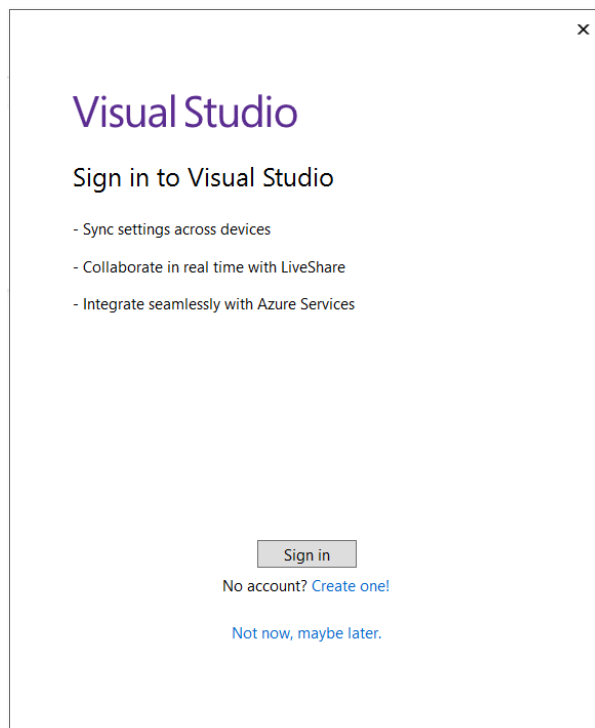 Visual Studio
Sign in to Visual Studio
- Sync settings across devices
- Collaborate in real time with LiveShare
- Integrate seamlessly with Azure Services
Sign in
No account? Create one!
Not now, maybe later.